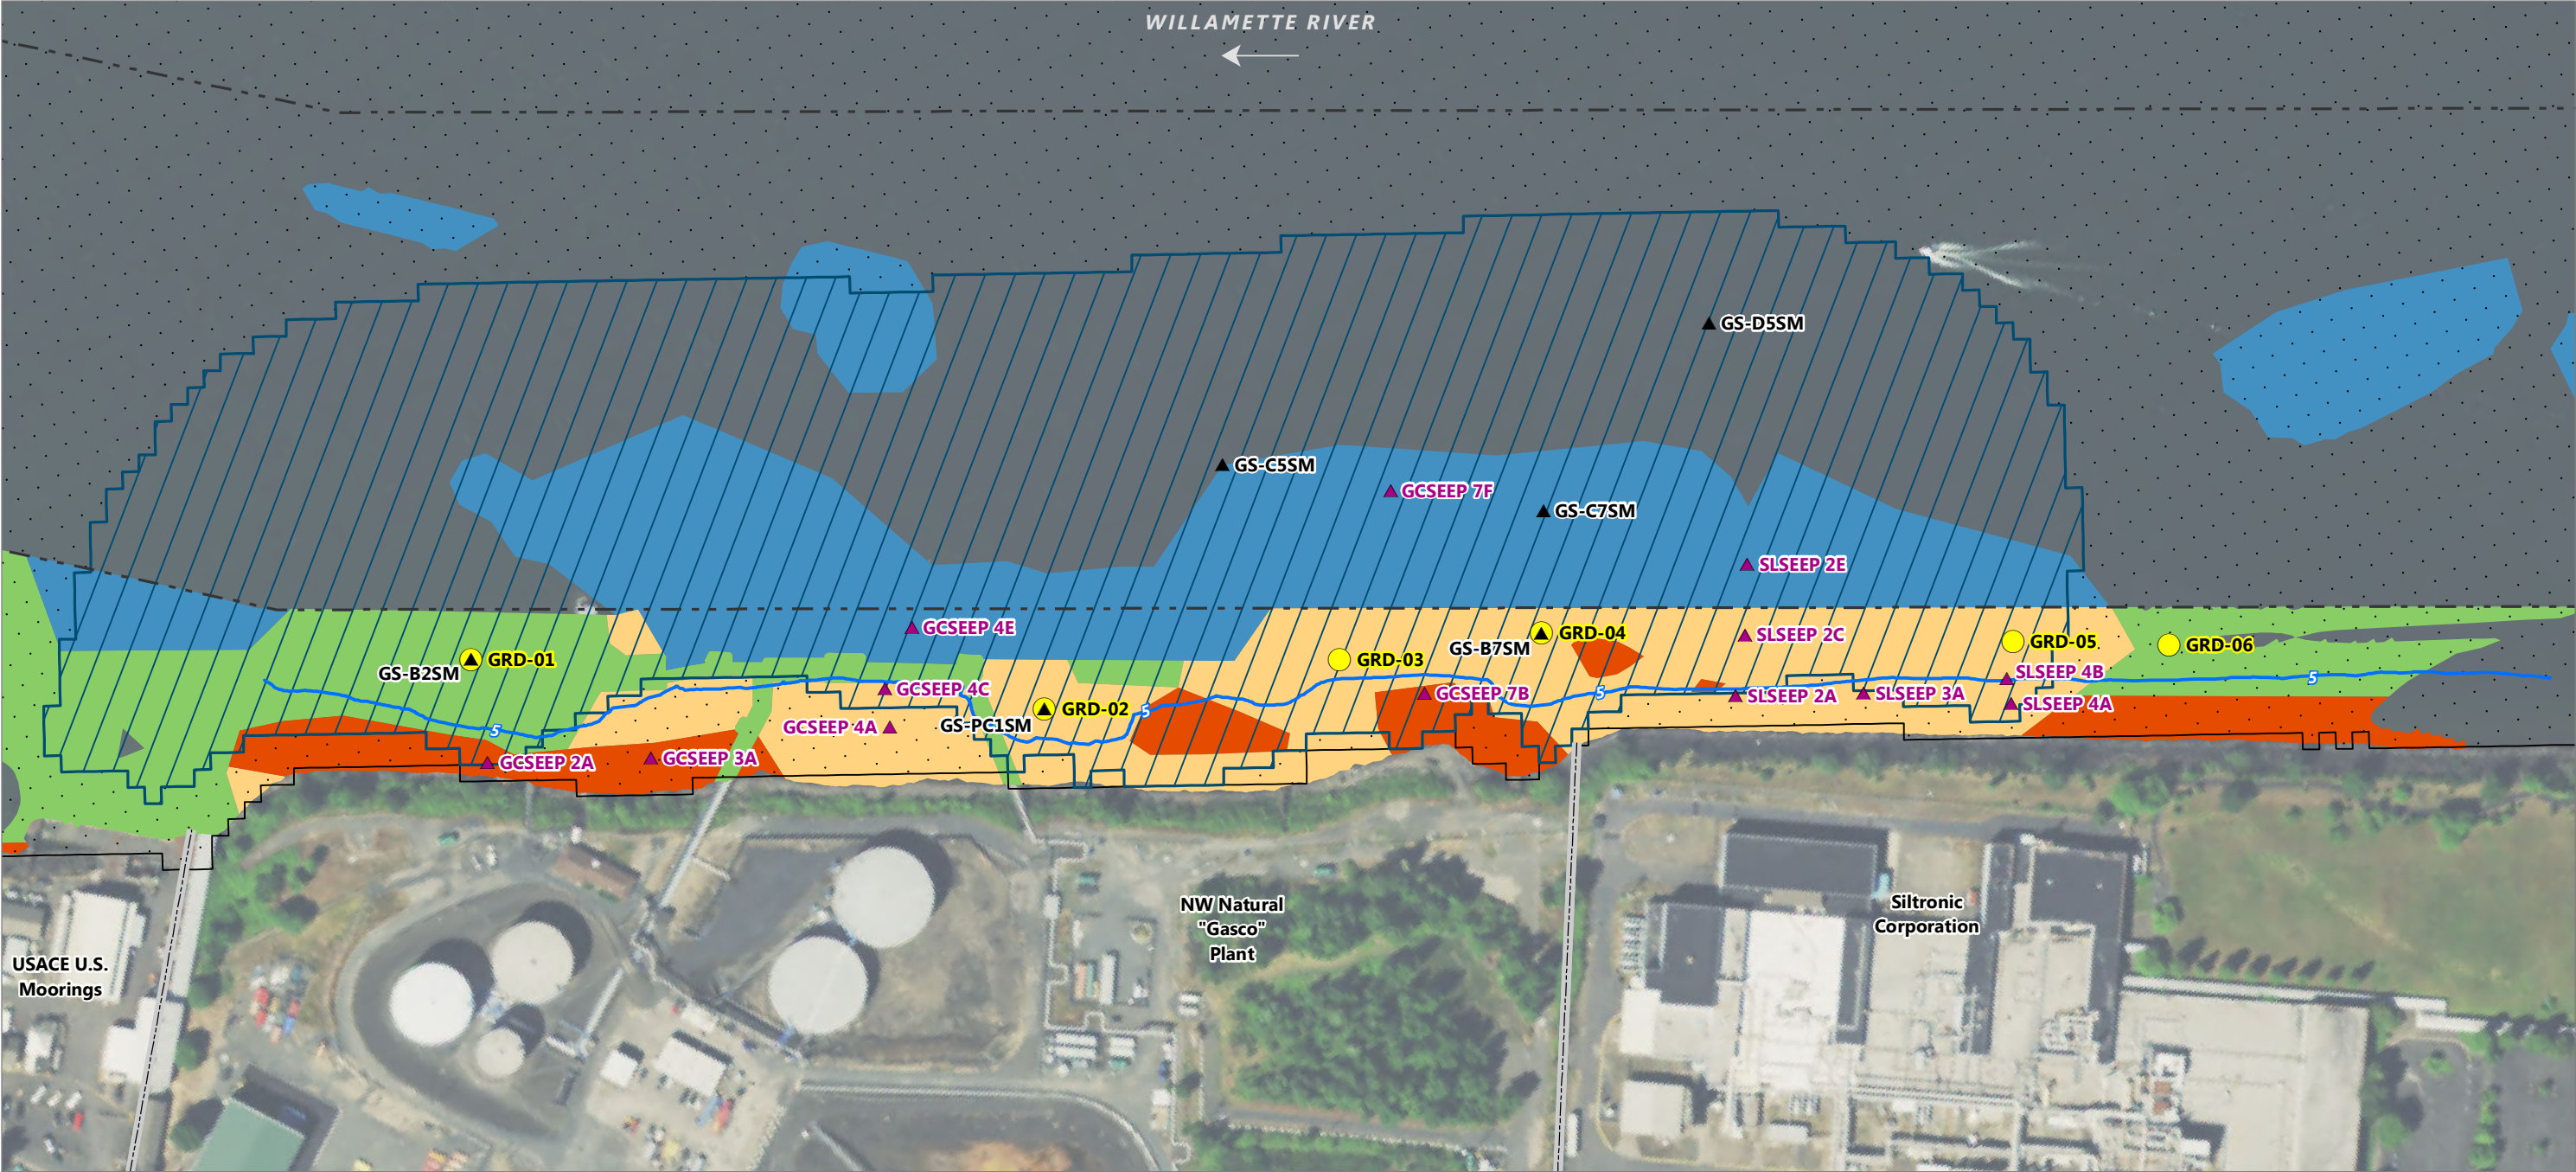 WILLAMETTE RIVER
GS-D5SM
GS-C5SM
GCSEEP 7F
GS-C7SM
SLSEEP 2E
GCSEEP 4E
GRD-04
SLSEEP 2C
GRD-05
GRD-06
GS-B7SM
GRD-01
GRD-03
GS-B2SM
SLSEEP 4B
5
GCSEEP 4C
GCSEEP 7B
5
SLSEEP 2A
SLSEEP 3A
SLSEEP 4A
GRD-02
5
GCSEEP 4A
GS-PC1SM
5
GCSEEP 2A
GCSEEP 3A
NW Natural
"Gasco"
Plant
Siltronic
Corporation
USACE U.S.
Moorings